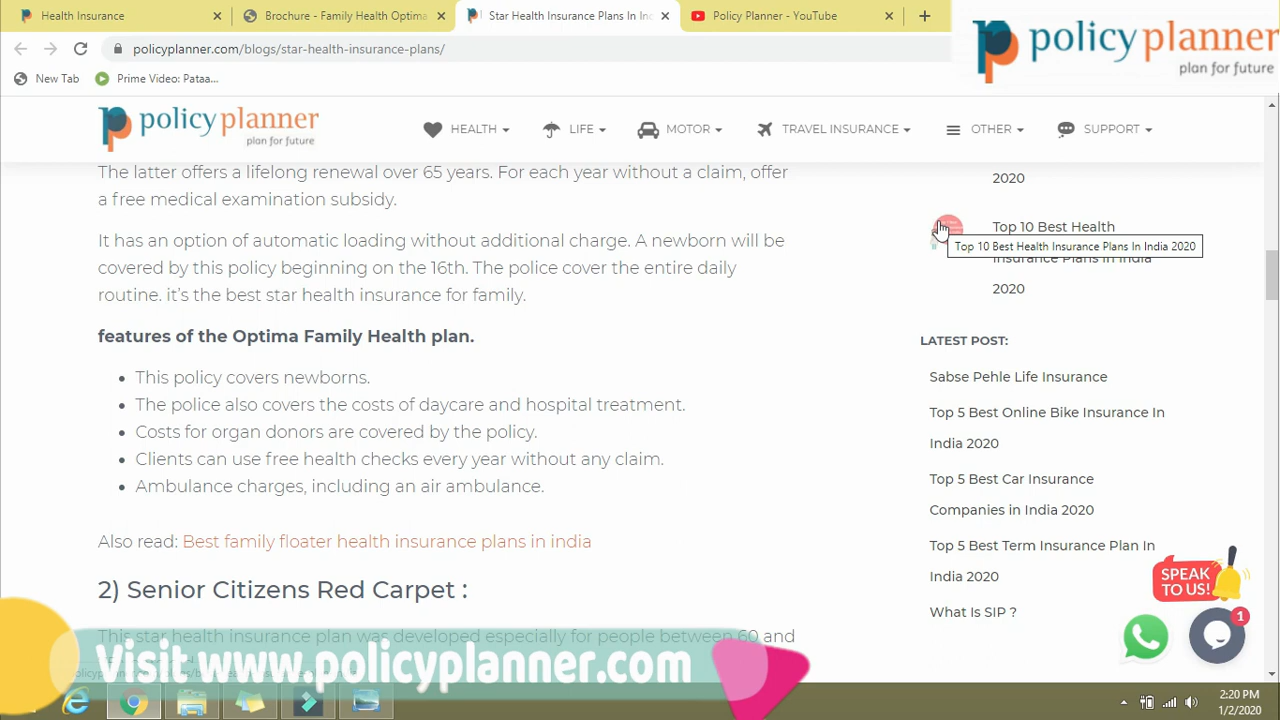 Health Insurance
Brochure - Family Health Optima
Star Health Insurance Plans In Ind
Policy Planner - YouTube
policyplanner.com/blogs/star-health-insurance-plans/
New Tab
Prime Video: Pataa...
policyplanner
plan for future
policyplanner
plan for future
HEALTH
LIFE
MOTOR
TRAVEL INSURANCE
OTHER
SUPPORT
The latter offers a lifelong renewal over 65 years. For each year without a claim, offer
a free medical examination subsidy.
It has an option of automatic loading without additional charge. A newborn will be
covered by this policy beginning on the 16th. The police cover the entire daily
routine. it's the best star health insurance for family.
features of the Optima Family Health plan.
• This policy covers newborns.
• The police also covers the costs of daycare and hospital treatment.
• Costs for organ donors are covered by the policy.
• Clients can use free health checks every year without any claim.
• Ambulance charges, including an air ambulance.
Also read: Best family floater health insurance plans in india
2) Senior Citizens Red Carpet :
This star health insurance plan was developed especially for people between 60 and
2020
Top 10 Best Health
Top 10 Best Health Insurance Plans In India 2020
Insurance Plans In India
2020
LATEST POST:
Sabse Pehle Life Insurance
Top 5 Best Online Bike Insurance In
India 2020
Top 5 Best Car Insurance
Companies in India 2020
Top 5 Best Term Insurance Plan In
India 2020
What Is SIP ?
SPEAK
TO US!
1
Visit www.policyplanner.com
2:20 PM
1/2/2020